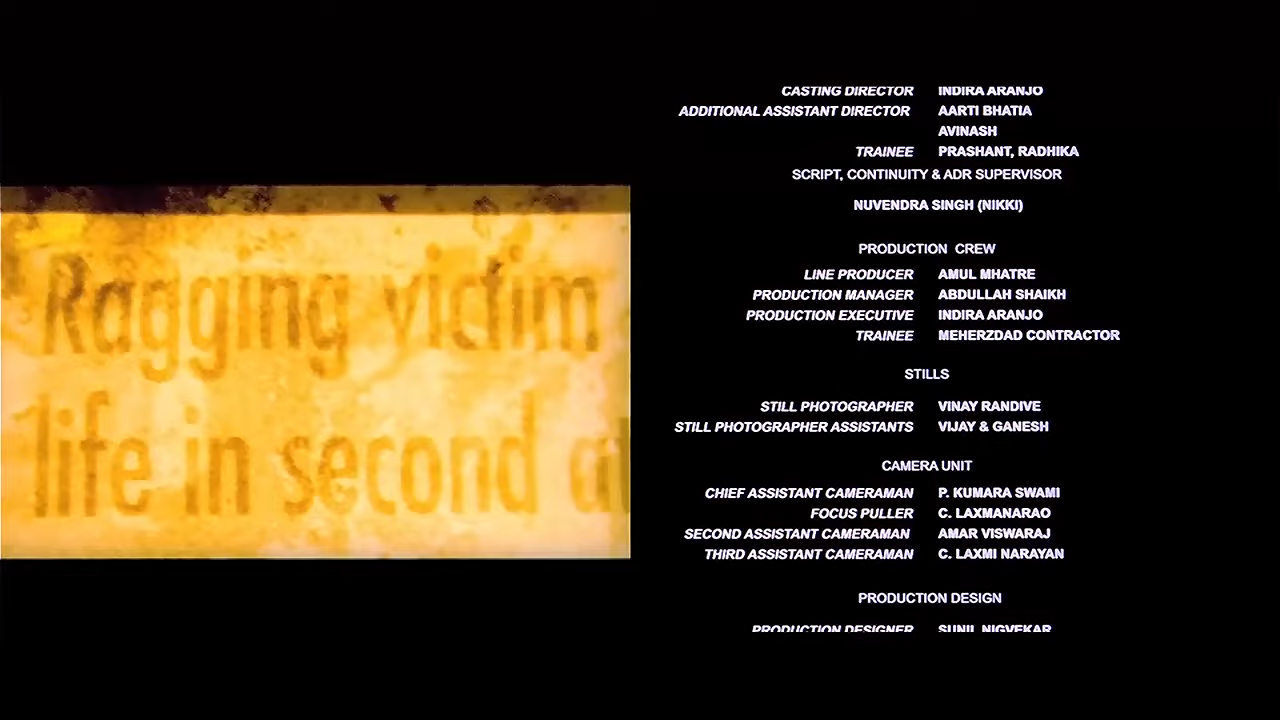 Ragging victim
life in second
CASTING DIRECTOR INDIRA ARANJO
ADDITIONAL ASSISTANT DIRECTOR AARTI BHATIA
AVINASH
TRAINEE PRASHANT, RADHIKA
SCRIPT, CONTINUITY & ADR SUPERVISOR
NUVENDRA SINGH (NIKKI)
PRODUCTION CREW
LINE PRODUCER AMUL MHATRE
PRODUCTION MANAGER ABDULLAH SHAIKH
PRODUCTION EXECUTIVE INDIRA ARANJO
TRAINEE MEHERZDAD CONTRACTOR
STILLS
STILL PHOTOGRAPHER VINAY RANDIVE
STILL PHOTOGRAPHER ASSISTANTS VIJAY & GANESH
CAMERA UNIT
CHIEF ASSISTANT CAMERAMAN P. KUMARA SWAMI
FOCUS PULLER C. LAXMANARAO
SECOND ASSISTANT CAMERAMAN AMAR VISWARAJ
THIRD ASSISTANT CAMERAMAN C. LAXMI NARAYAN
PRODUCTION DESIGN
PRODUCTION DESIGNER SUNIL NIGVEKAR